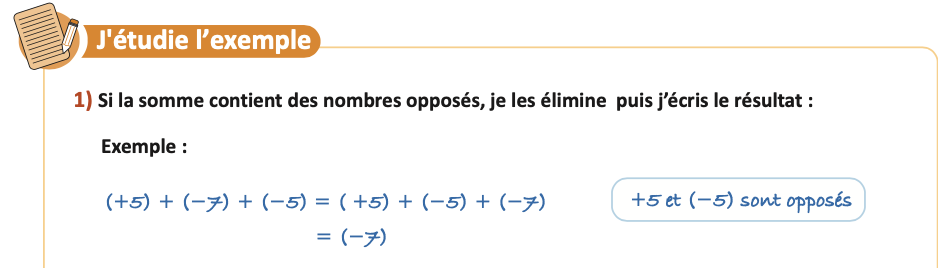 J'étudie l'exemple
1) Si la somme contient des nombres opposés, je les élimine puis j'écris le résultat :
Exemple :
(+5) + (−7) + (−5) = ( +5) + (−5) + (−7)
+5 et (−5) sont opposés
= (−7)